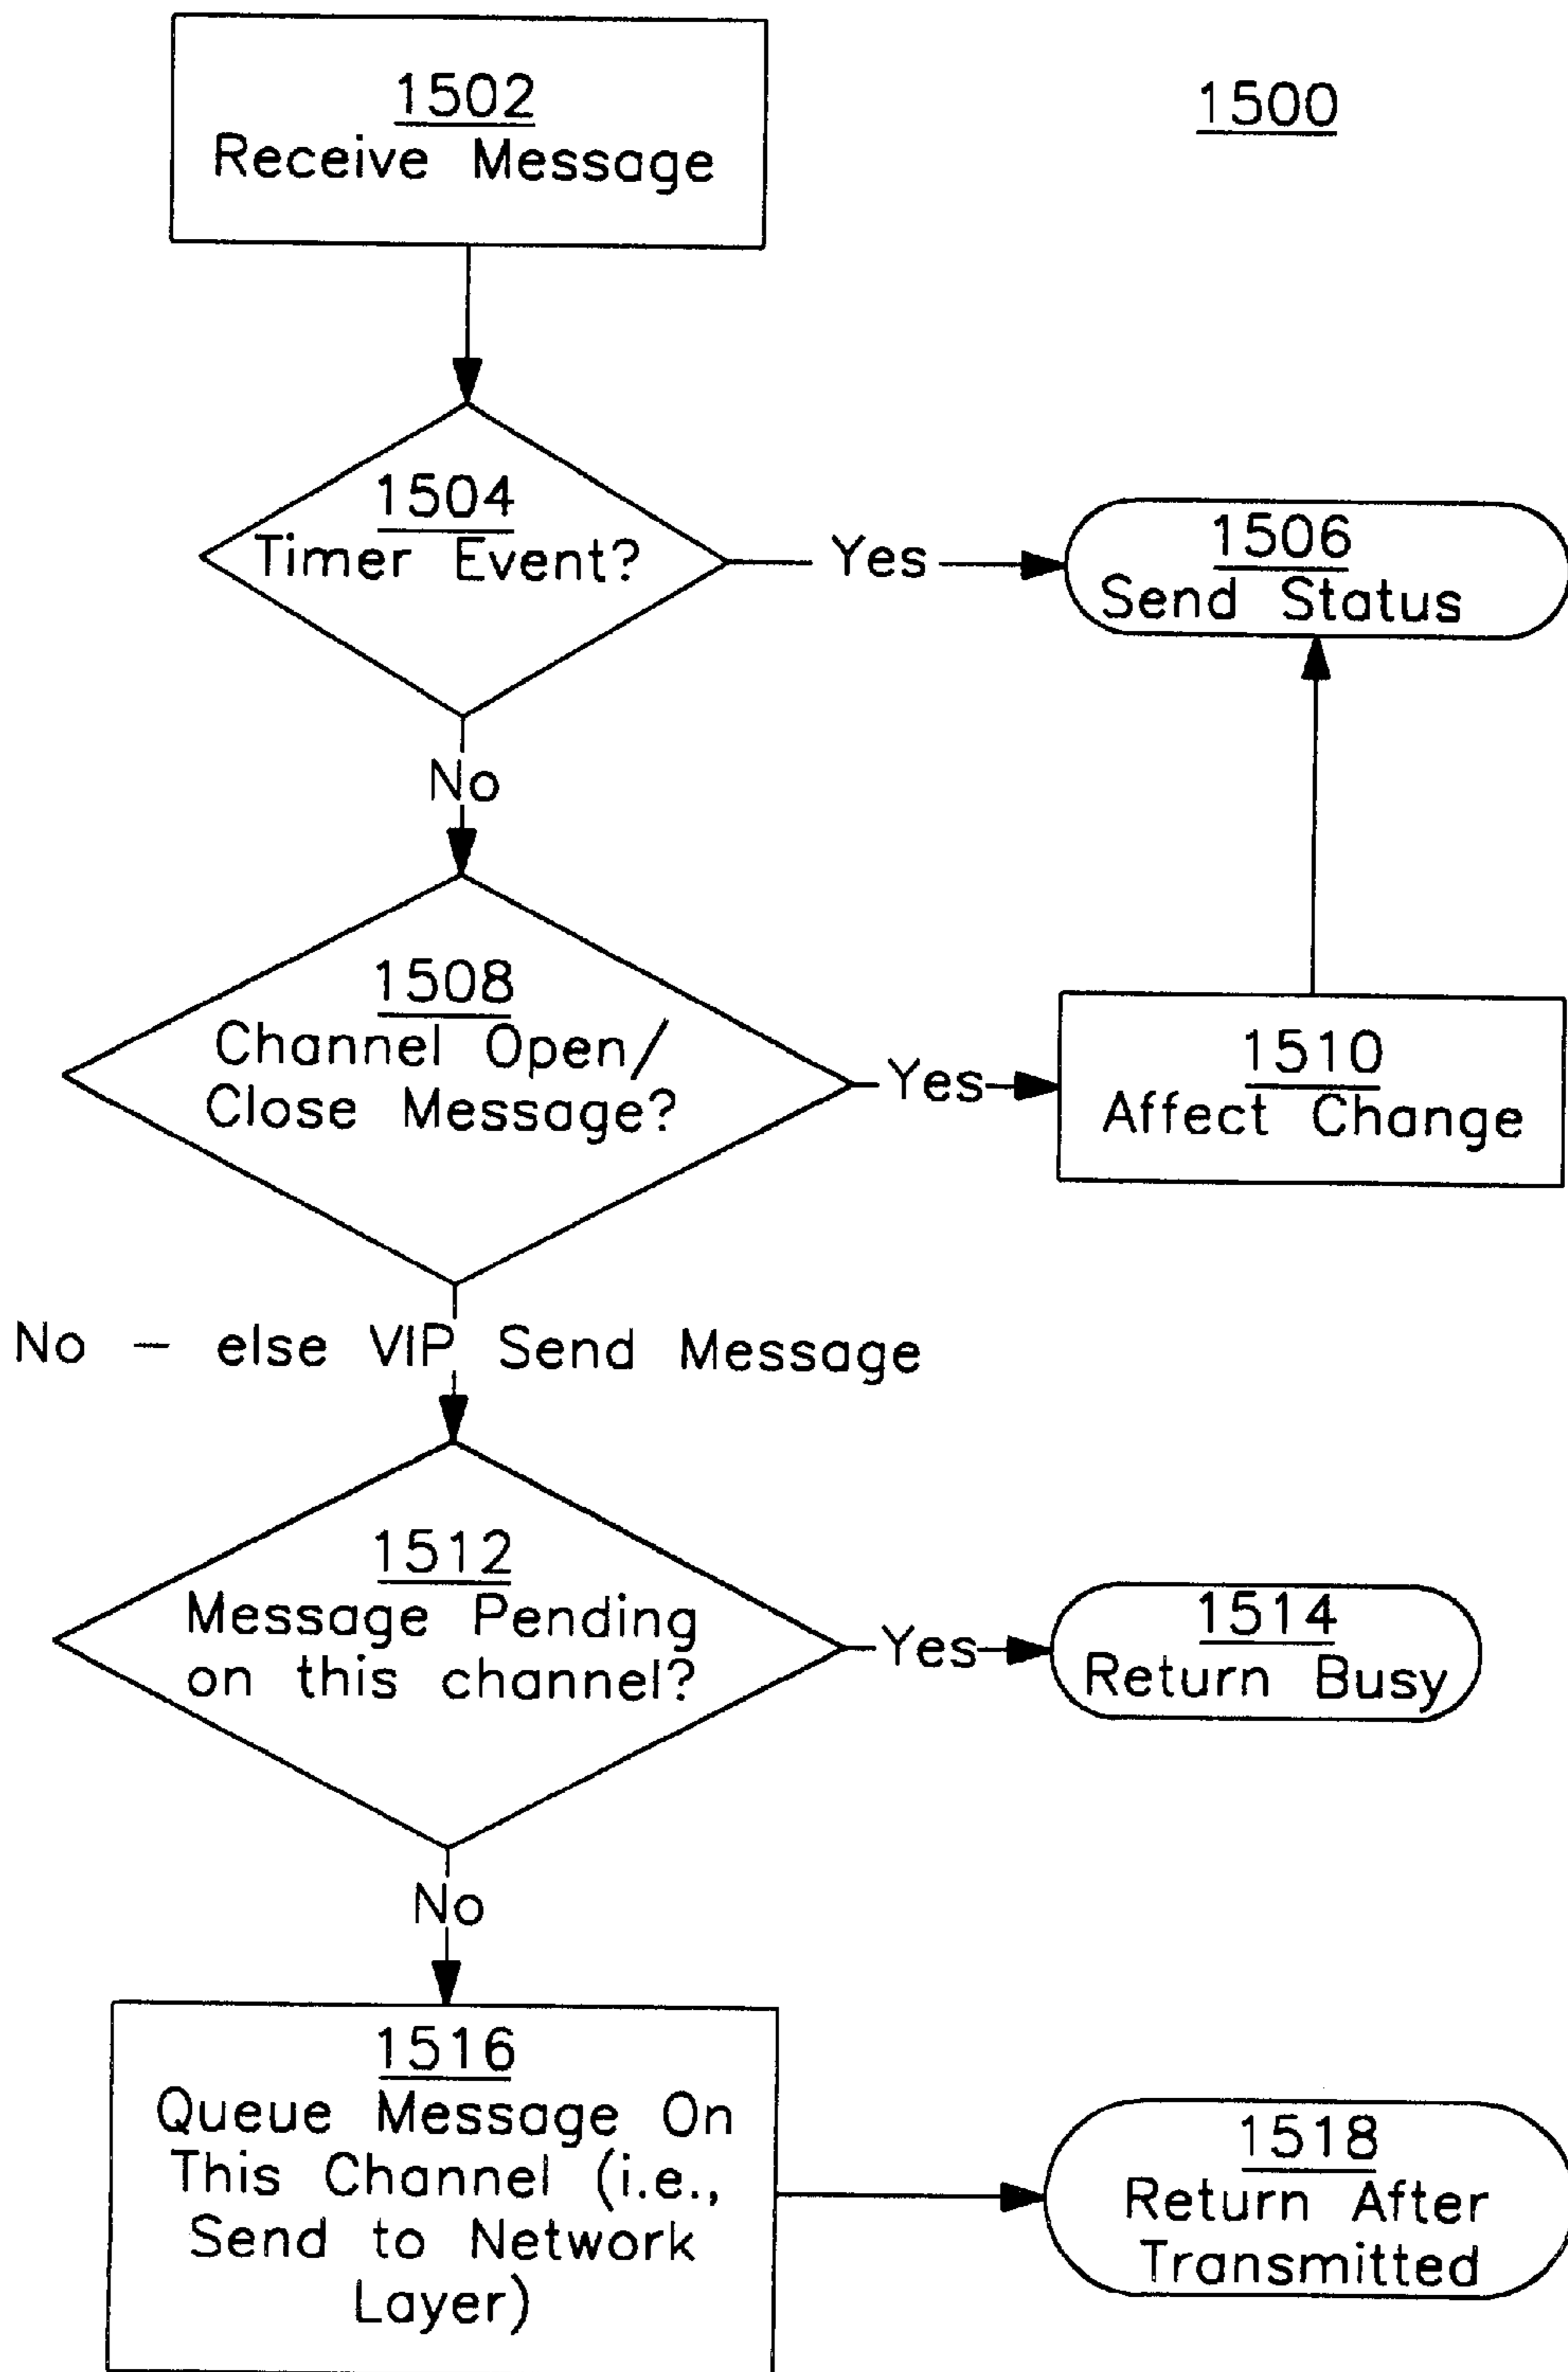 1502
Receive Message
1500
1504
Timer Event?
Yes
1506
Send Status
No
1508
Channel Open/
Close Message?
Yes
1510
Affect Change
No – else VIP Send Message
1512
Message Pending
on this channel?
Yes
1514
Return Busy
No
1516
Queue Message On
This Channel (i.e.,
Send to Network
Layer)
1518
Return After
Transmitted